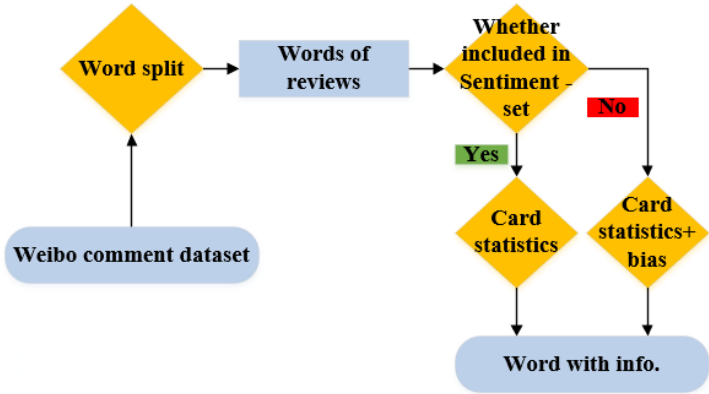 Word split
Words of
reviews
Whether
included in
Sentiment -
set
No
Yes
Card
statistics
Card
statistics+
bias
Weibo comment dataset
Word with info.